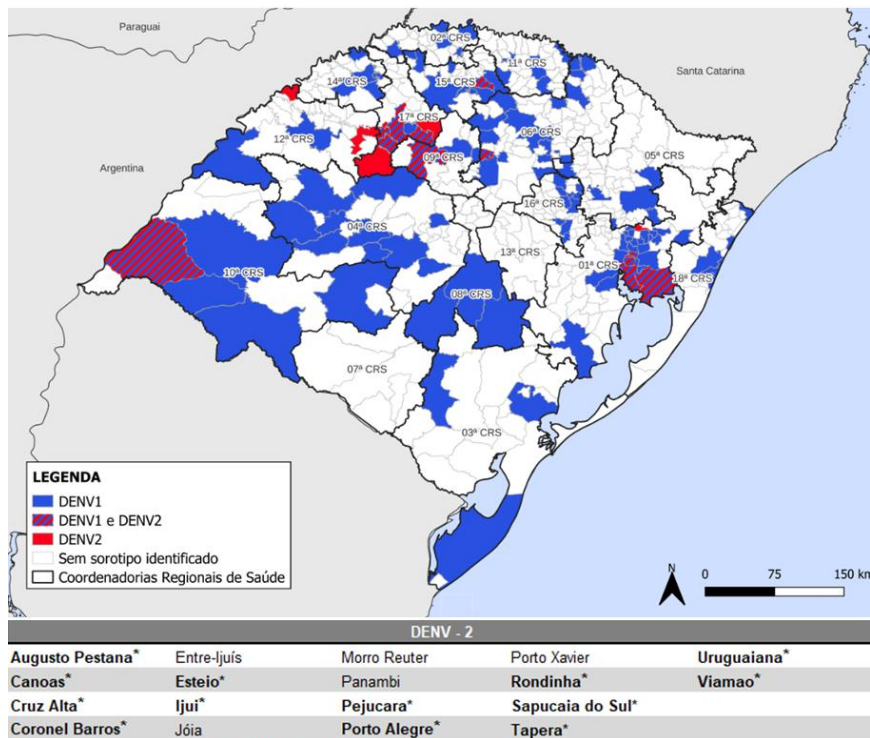 Paraguai
02ª CRS
11ª CRS
Santa Catarina
14ª CRS
15ª CRS
17ª CRS
06ª CRS
12ª CRS
09ª CRS
05ª CRS
Argentina
16ª CRS
04ª CRS
13ª CRS
10ª CRS
01ª CRS
18ª CRS
08ª CRS
07ª CRS
03ª CRS
LEGENDA
DENV1
DENV1 e DENV2
DENV2
Sem sorotipo identificado
Coordenadorias Regionais de Saúde
N
0 75 150 km
DENV - 2
Augusto Pestana* Entre-Ijuís Morro Reuter Porto Xavier Uruguaiana*
Canoas* Esteio* Panambi Rondinha* Viamao*
Cruz Alta* Ijui* Pejucara* Sapucaia do Sul*
Coronel Barros* Jóia Porto Alegre* Tapera*